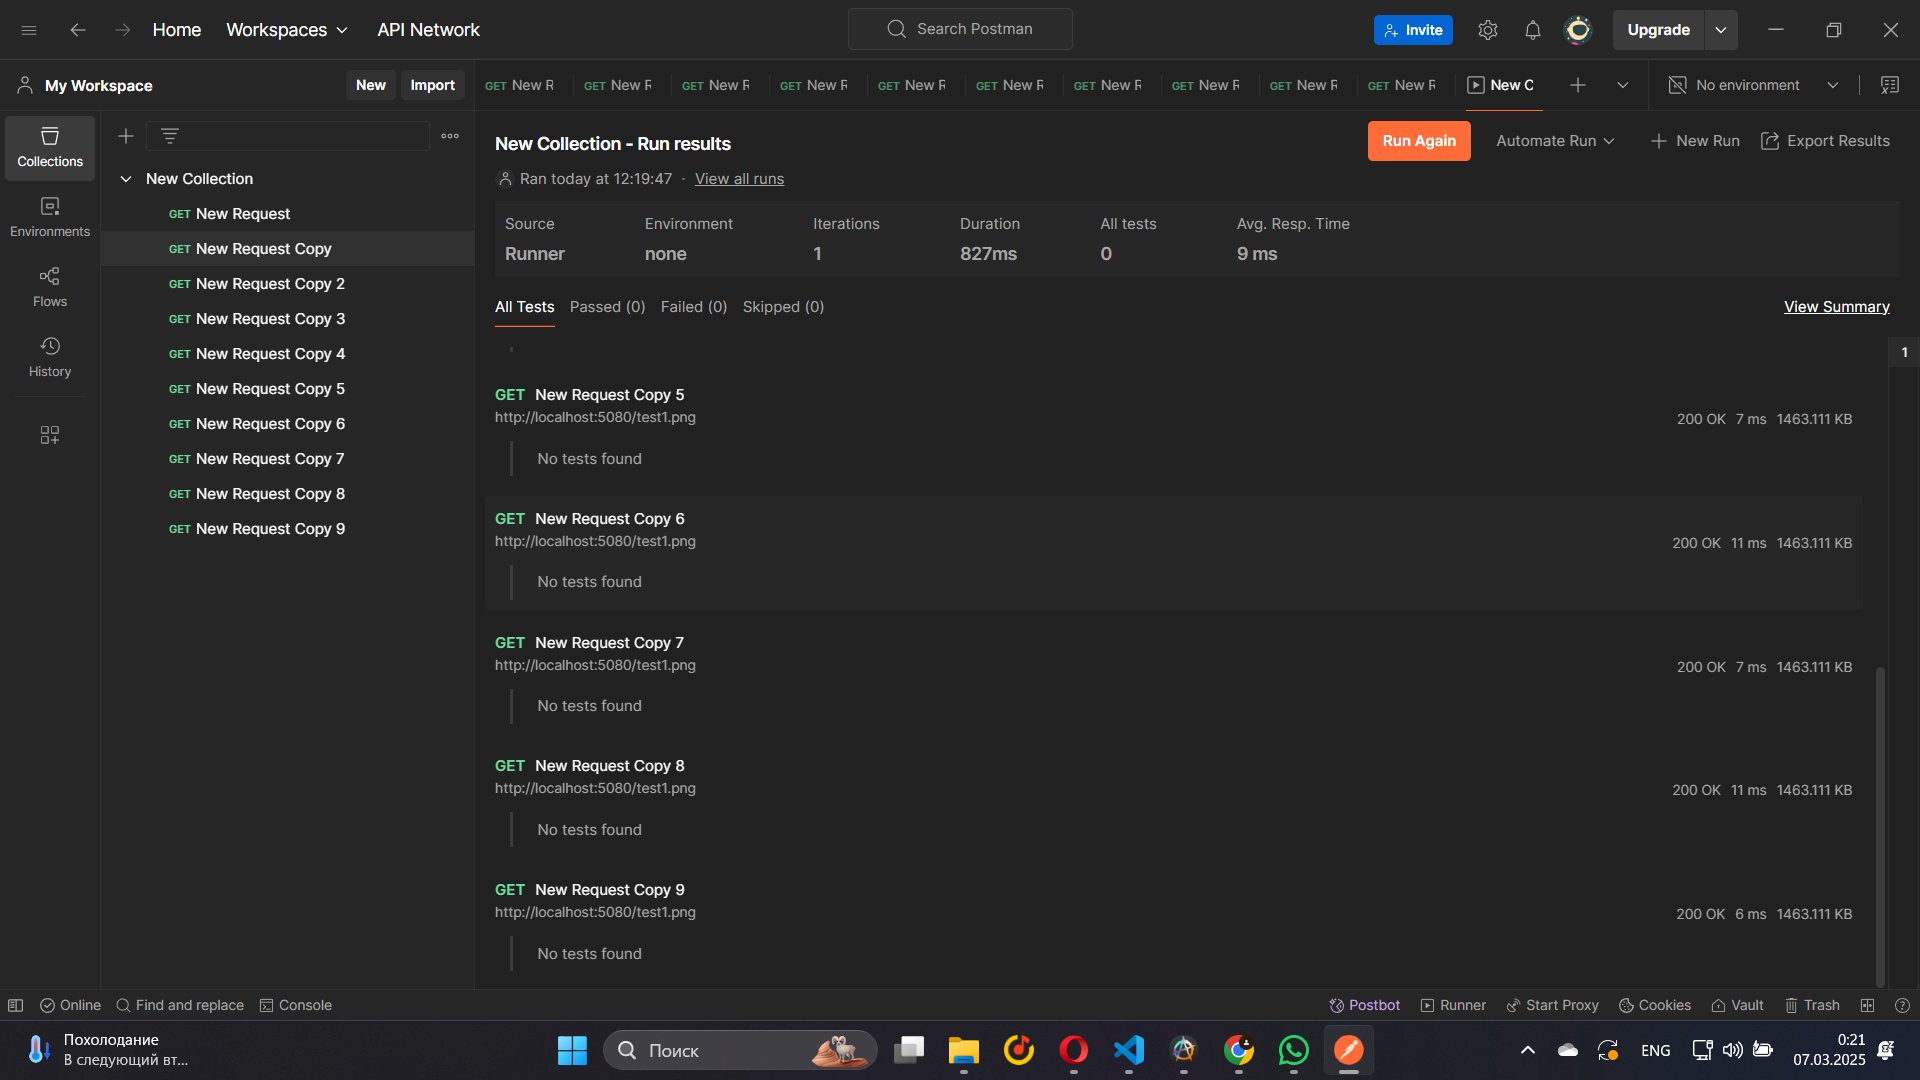 Home Workspaces API Network Search Postman Invite Upgrade
My Workspace New Import GET New R GET New R GET New R GET New R GET New R GET New R GET New R GET New R GET New R GET New R New C No environment
Collections
Environments
Flows
History
New Collection
GET New Request
GET New Request Copy
GET New Request Copy 2
GET New Request Copy 3
GET New Request Copy 4
GET New Request Copy 5
GET New Request Copy 6
GET New Request Copy 7
GET New Request Copy 8
GET New Request Copy 9
New Collection - Run results Run Again Automate Run New Run Export Results
Ran today at 12:19:47 · View all runs
Source Environment Iterations Duration All tests Avg. Resp. Time
Runner none 1 827ms 0 9 ms
All Tests Passed (0) Failed (0) Skipped (0) View Summary
1
GET New Request Copy 5
http://localhost:5080/test1.png 200 OK 7 ms 1463.111 KB
No tests found
GET New Request Copy 6
http://localhost:5080/test1.png 200 OK 11 ms 1463.111 KB
No tests found
GET New Request Copy 7
http://localhost:5080/test1.png 200 OK 7 ms 1463.111 KB
No tests found
GET New Request Copy 8
http://localhost:5080/test1.png 200 OK 11 ms 1463.111 KB
No tests found
GET New Request Copy 9
http://localhost:5080/test1.png 200 OK 6 ms 1463.111 KB
No tests found
Online Find and replace Console Postbot Runner Start Proxy Cookies Vault Trash
Похолодание
В следующий вт...
Поиск
ENG
0:21
07.03.2025